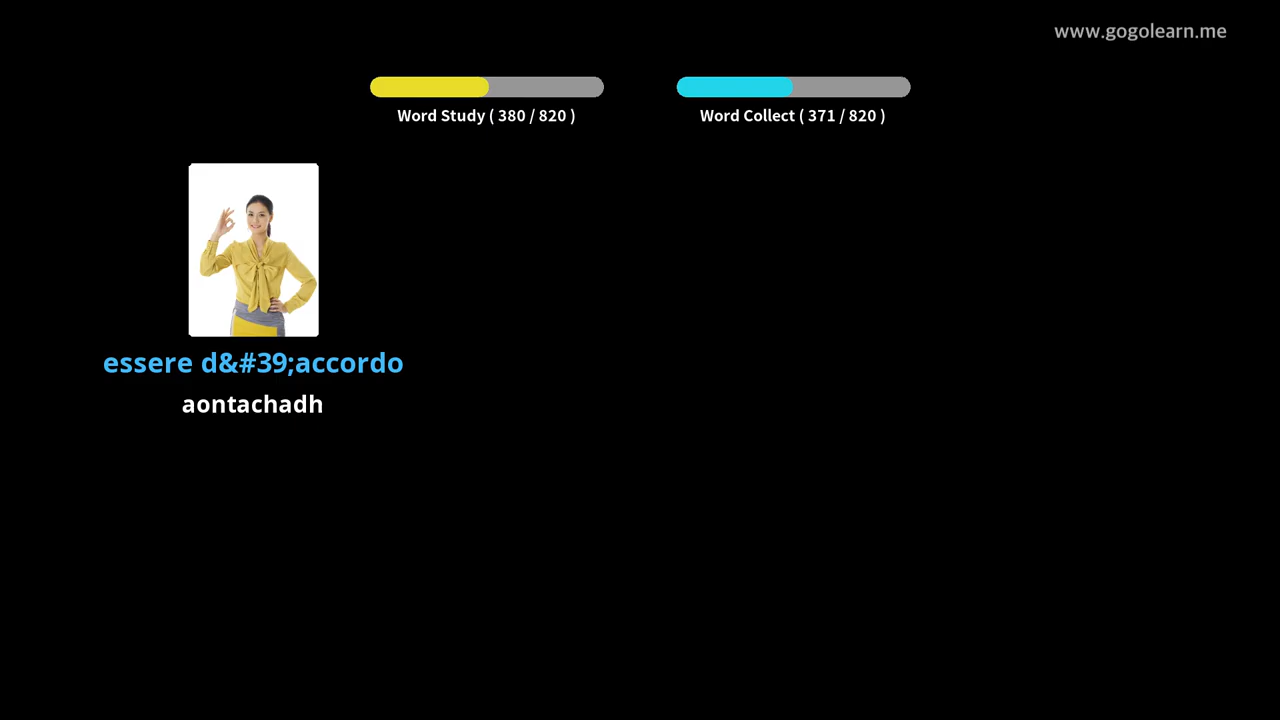 www.gogolearn.me
Word Study ( 380 / 820 )
Word Collect ( 371 / 820 )
essere d&#39;accordo
aontachadh